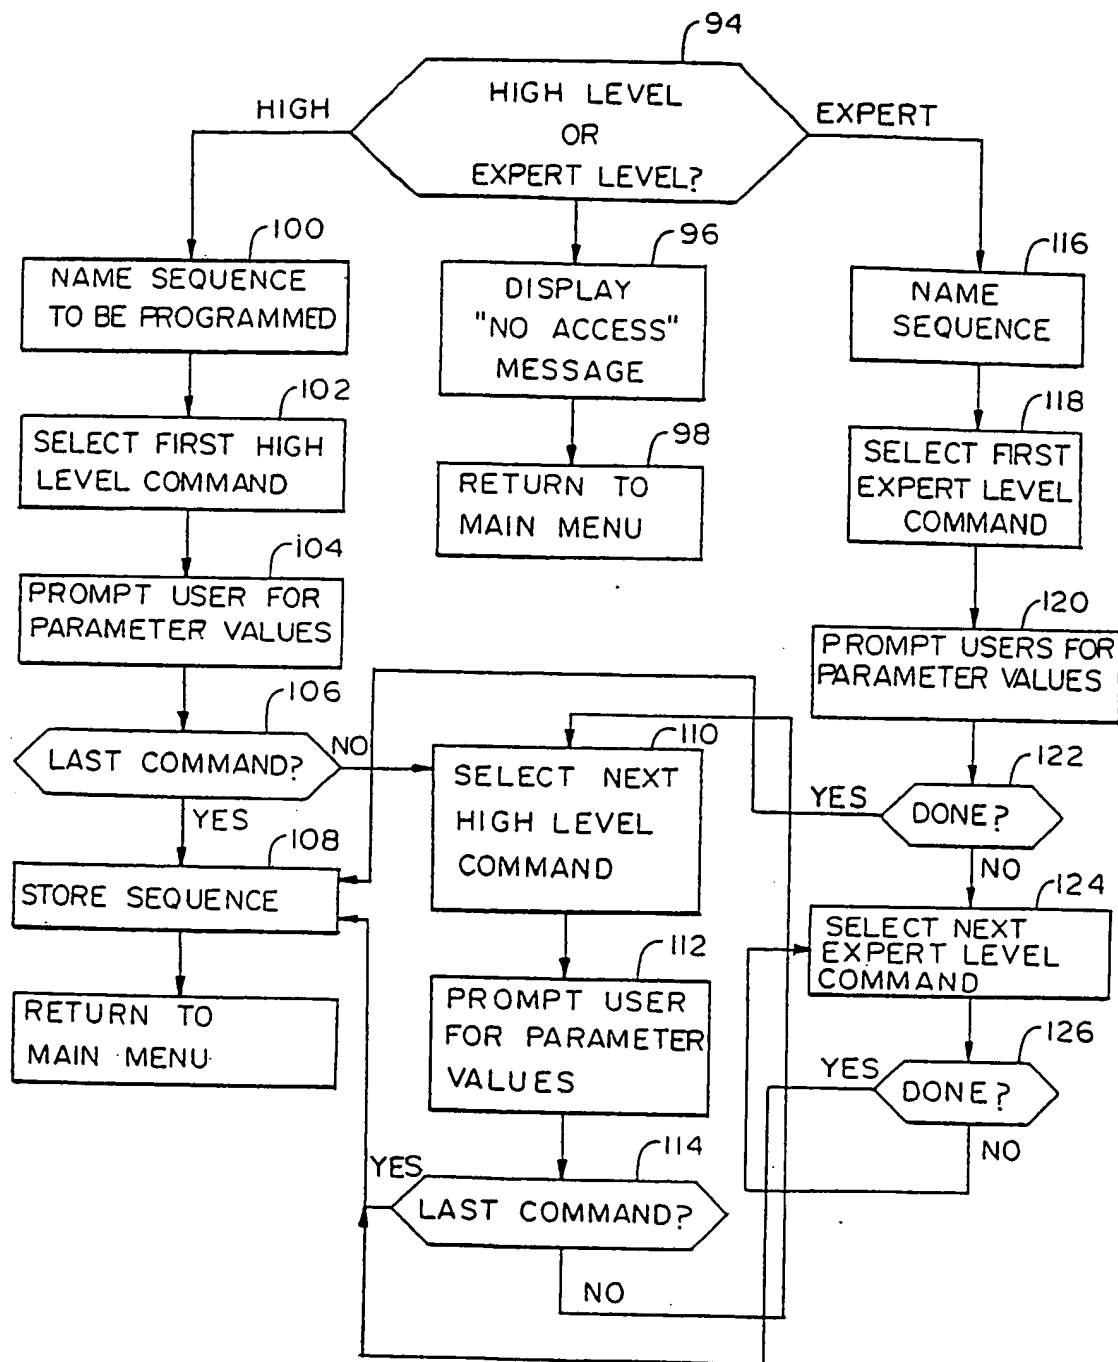 94
HIGH LEVEL
OR
EXPERT LEVEL?
HIGH
EXPERT
100
NAME SEQUENCE
TO BE PROGRAMMED
102
SELECT FIRST HIGH
LEVEL COMMAND
104
PROMPT USER FOR
PARAMETER VALUES
106
LAST COMMAND?
NO
YES
108
STORE SEQUENCE
RETURN TO
MAIN MENU
96
DISPLAY
"NO ACCESS"
MESSAGE
98
RETURN TO
MAIN MENU
110
SELECT NEXT
HIGH LEVEL
COMMAND
112
PROMPT USER
FOR PARAMETER
VALUES
114
YES
LAST COMMAND?
NO
116
NAME
SEQUENCE
118
SELECT FIRST
EXPERT LEVEL
COMMAND
120
PROMPT USERS FOR
PARAMETER VALUES
122
YES
DONE?
NO
124
SELECT NEXT
EXPERT LEVEL
COMMAND
126
YES
DONE?
NO